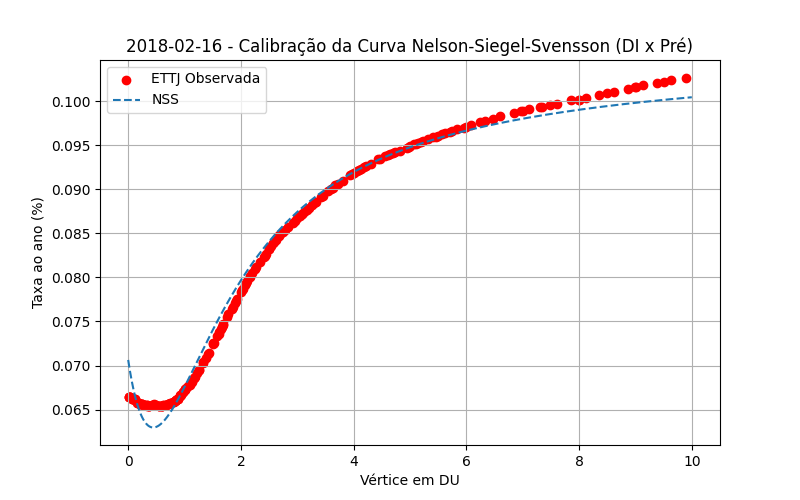 2018-02-16 - Calibração da Curva Nelson-Siegel-Svensson (DI x Pré)
ETTJ Observada
NSS
Taxa ao ano (%)
0.100
0.095
0.090
0.085
0.080
0.075
0.070
0.065
0 2 4 6 8 10
Vértice em DU